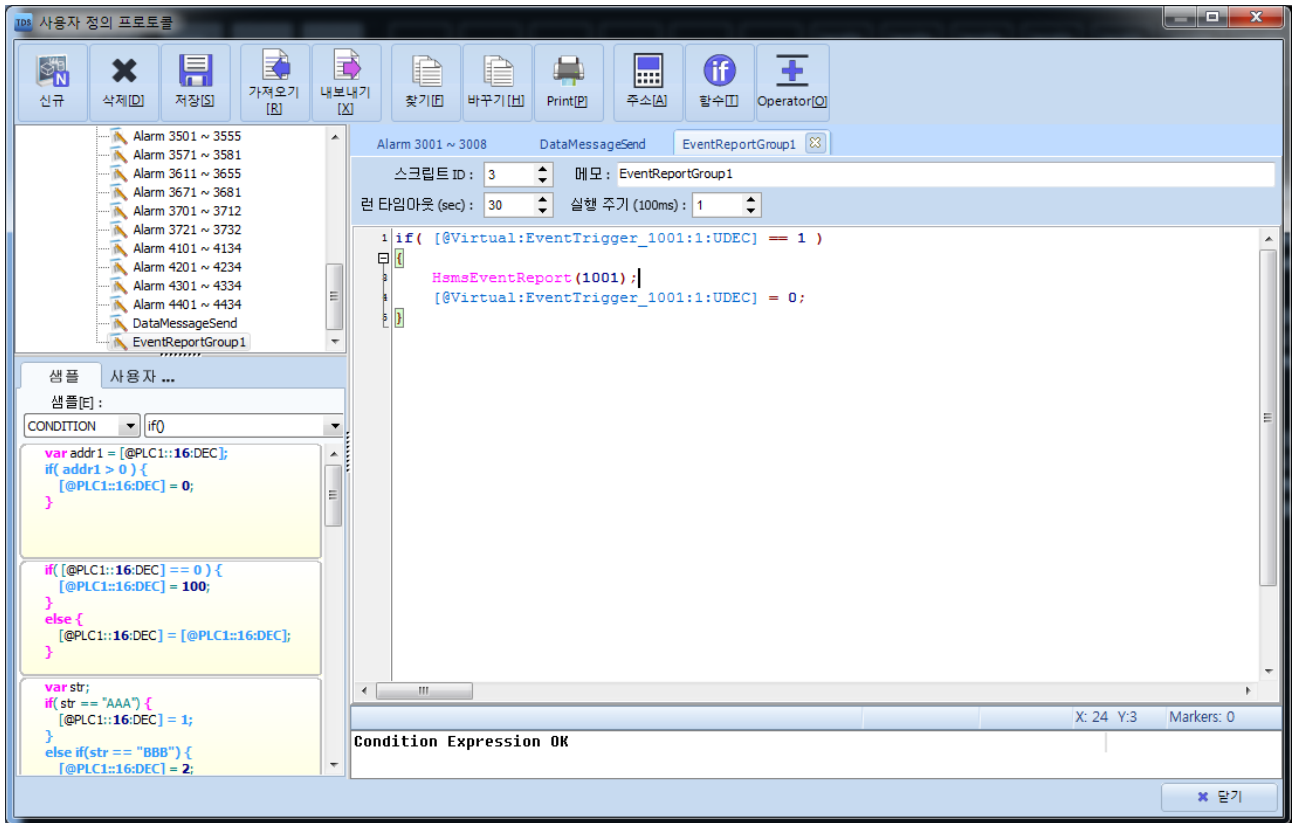 TDS 사용자 정의 프로토콜
N
신규
삭제[D]
저장[S]
가져오기
[R]
내보내기
[X]
찾기[F]
바꾸기[H]
Print[P]
주소[A]
if
함수[I]
Operator[O]
Alarm 3501 ~ 3555
Alarm 3571 ~ 3581
Alarm 3611 ~ 3655
Alarm 3671 ~ 3681
Alarm 3701 ~ 3712
Alarm 3721 ~ 3732
Alarm 4101 ~ 4134
Alarm 4201 ~ 4234
Alarm 4301 ~ 4334
Alarm 4401 ~ 4434
DataMessageSend
EventReportGroup1
샘플 사용자 ...
샘플[E] :
CONDITION if()
var addr1 = [@PLC1::16:DEC];
if( addr1 > 0 ) {
[@PLC1::16:DEC] = 0;
}
if( [@PLC1::16:DEC] == 0 ) {
[@PLC1::16:DEC] = 100;
}
else {
[@PLC1::16:DEC] = [@PLC1::16:DEC];
}
var str;
if( str == "AAA") {
[@PLC1::16:DEC] = 1;
}
else if(str == "BBB") {
[@PLC1::16:DEC] = 2;
Alarm 3001 ~ 3008 DataMessageSend EventReportGroup1
스크립트 ID : 3 메모 : EventReportGroup1
런 타임아웃 (sec) : 30 실행 주기 (100ms) : 1
1 if( [@Virtual:EventTrigger_1001:1:UDEC] == 1 )
{
3 HsmsEventReport(1001);
4 [@Virtual:EventTrigger_1001:1:UDEC] = 0;
5 }
X: 24 Y:3 Markers: 0
Condition Expression OK
닫기